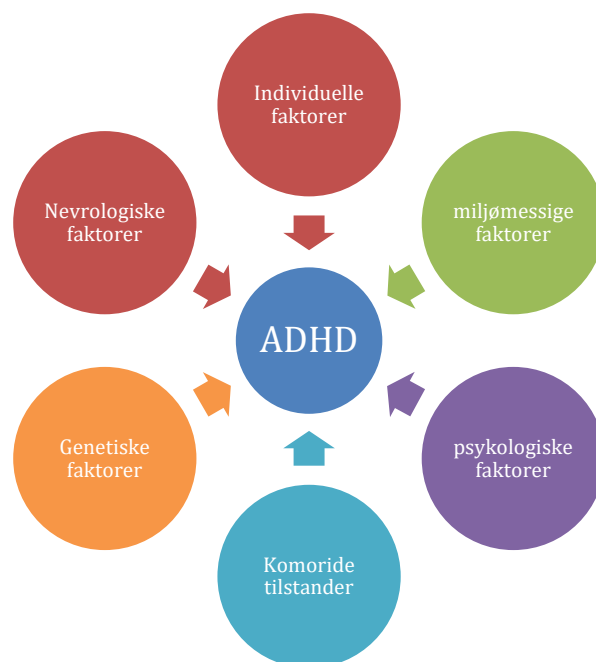 Individuelle
faktorer
Nevrologiske
faktorer
miljømessige
faktorer
ADHD
Genetiske
faktorer
psykologiske
faktorer
Komoride
tilstander